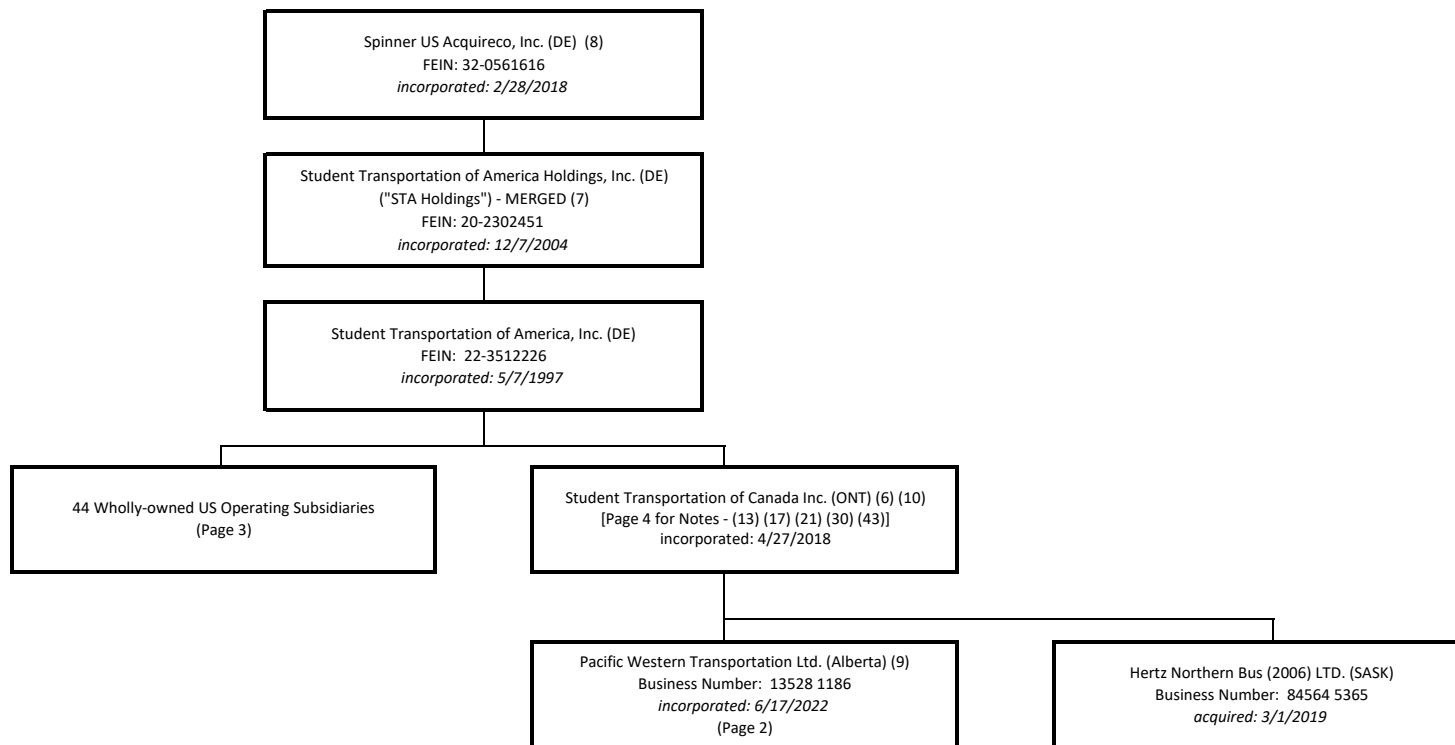 Spinner US Acquireco, Inc. (DE) (8)
FEIN: 32-0561616
incorporated: 2/28/2018
Student Transportation of America Holdings, Inc. (DE)
("STA Holdings") - MERGED (7)
FEIN: 20-2302451
incorporated: 12/7/2004
Student Transportation of America, Inc. (DE)
FEIN: 22-3512226
incorporated: 5/7/1997
44 Wholly-owned US Operating Subsidiaries
(Page 3)
Student Transportation of Canada Inc. (ONT) (6) (10)
[Page 4 for Notes - (13) (17) (21) (30) (43)]
incorporated: 4/27/2018
Pacific Western Transportation Ltd. (Alberta) (9)
Business Number: 13528 1186
incorporated: 6/17/2022
(Page 2)
Hertz Northern Bus (2006) LTD. (SASK)
Business Number: 84564 5365
acquired: 3/1/2019